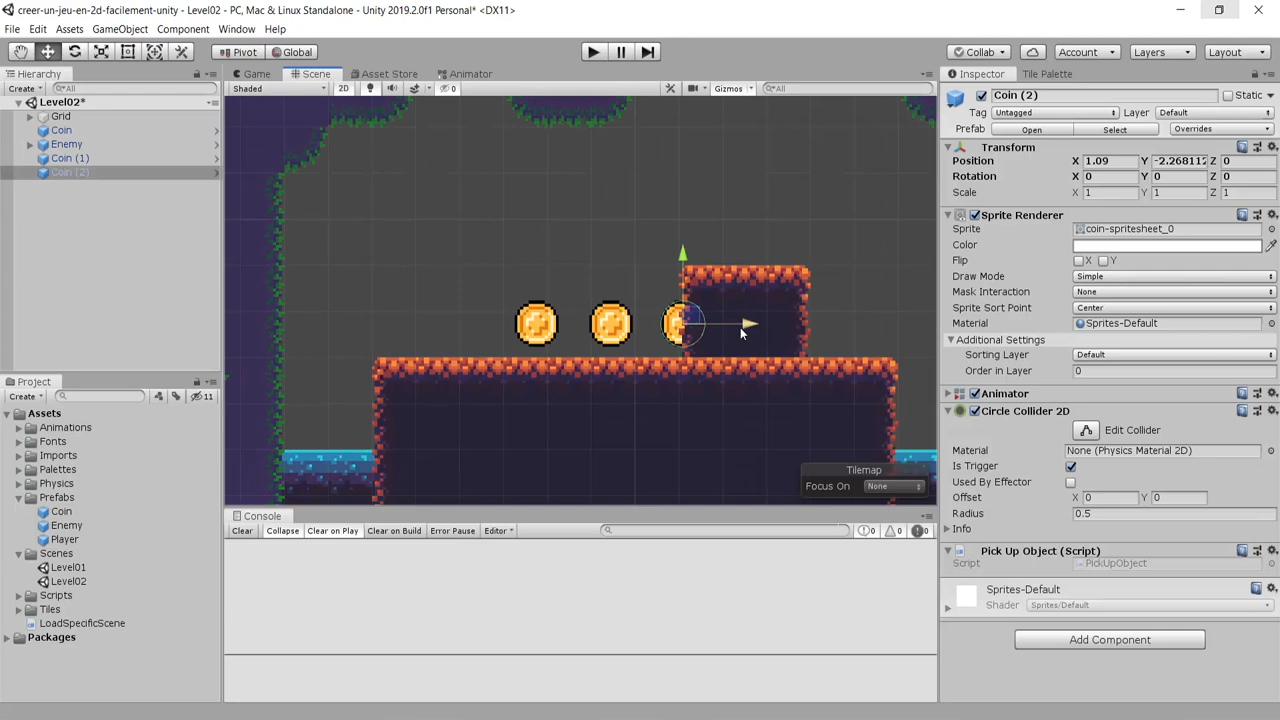 creer-un-jeu-en-2d-facilement-unity - Level02 - PC, Mac & Linux Standalone - Unity 2019.2.0f1 Personal* <DX11>
File Edit Assets GameObject Component Window Help
Pivot Global Collab Account Layers Layout
Hierarchy Game Scene Asset Store Animator Inspector Tile Palette
Create All Shaded 2D 0 Gizmos All Coin (2) Static
Level02*
Grid
Coin
Enemy
Coin (1)
Coin (2)
Tag Untagged Layer Default
Prefab Open Select Overrides
Transform
Position X 1.09 Y -2.268112 Z 0
Rotation X 0 Y 0 Z 0
Scale X 1 Y 1 Z 1
Sprite Renderer
Sprite coin-spritesheet_0
Color
Flip X Y
Draw Mode Simple
Mask Interaction None
Sprite Sort Point Center
Material Sprites-Default
Additional Settings
Sorting Layer Default
Order in Layer 0
Animator
Circle Collider 2D
Edit Collider
Material None (Physics Material 2D)
Is Trigger
Used By Effector
Offset X 0 Y 0
Radius 0.5
Info
Pick Up Object (Script)
Script PickUpObject
Sprites-Default
Shader Sprites/Default
Add Component
Tilemap
Focus On None
Project
Create 11
Assets
Animations
Fonts
Imports
Palettes
Physics
Prefabs
Coin
Enemy
Player
Scenes
Level01
Level02
Scripts
Tiles
LoadSpecificScene
Packages
Console
Clear Collapse Clear on Play Clear on Build Error Pause Editor 0 0 0